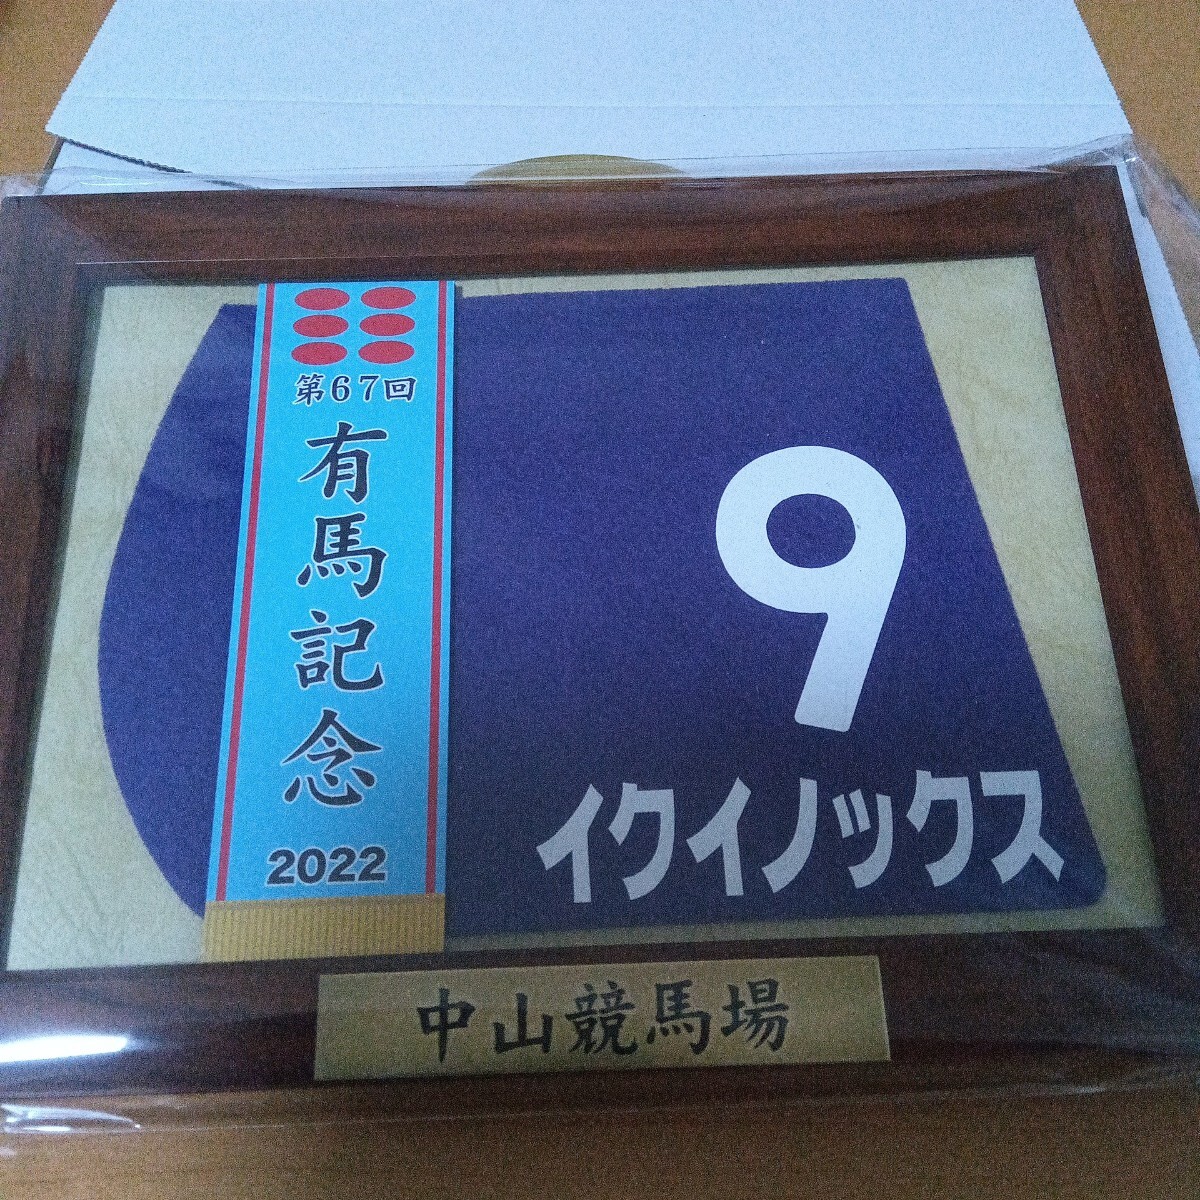 第67回
有馬記念
2022
9
イクイノックス
中山競馬場